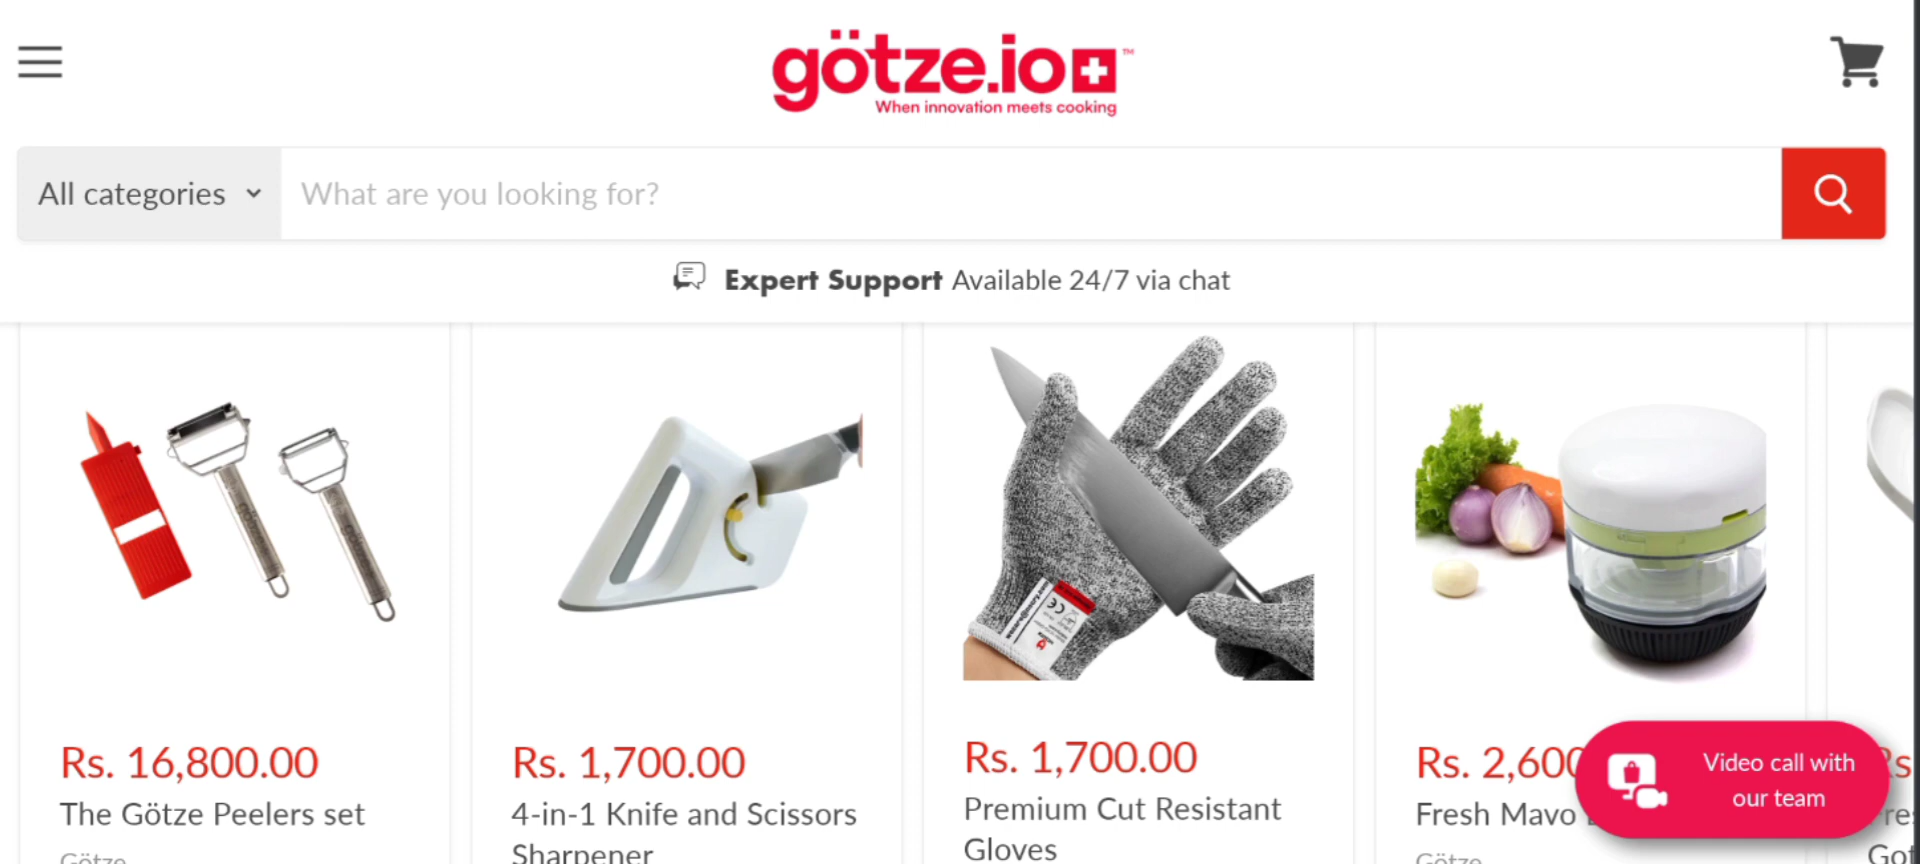 götze.io ™
When innovation meets cooking
All categories
What are you looking for?
Expert Support Available 24/7 via chat
Rs. 16,800.00
The Götze Peelers set
Götze
Rs. 1,700.00
4-in-1 Knife and Scissors
Sharpener
Rs. 1,700.00
Premium Cut Resistant
Gloves
Rs. 2,600
Fresh Mavo
Götze
Video call with
our team